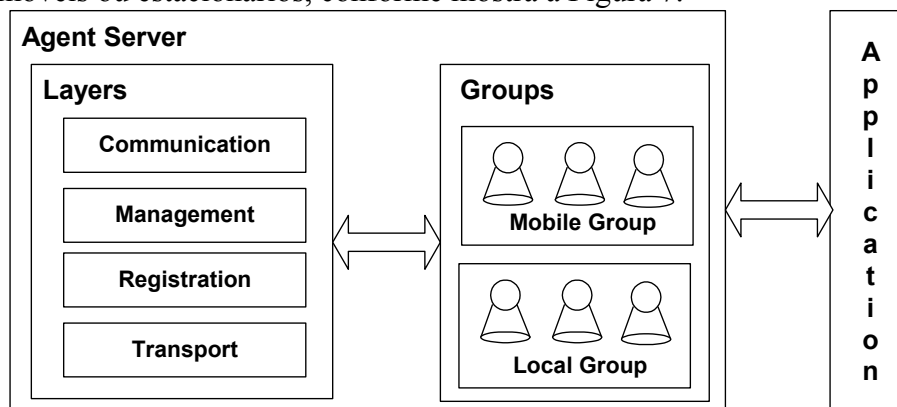 móveis ou estacionários, conforme mostra a Figura 7.
Agent Server
Layers
Communication
Management
Registration
Transport
Groups
Mobile Group
Local Group
Application